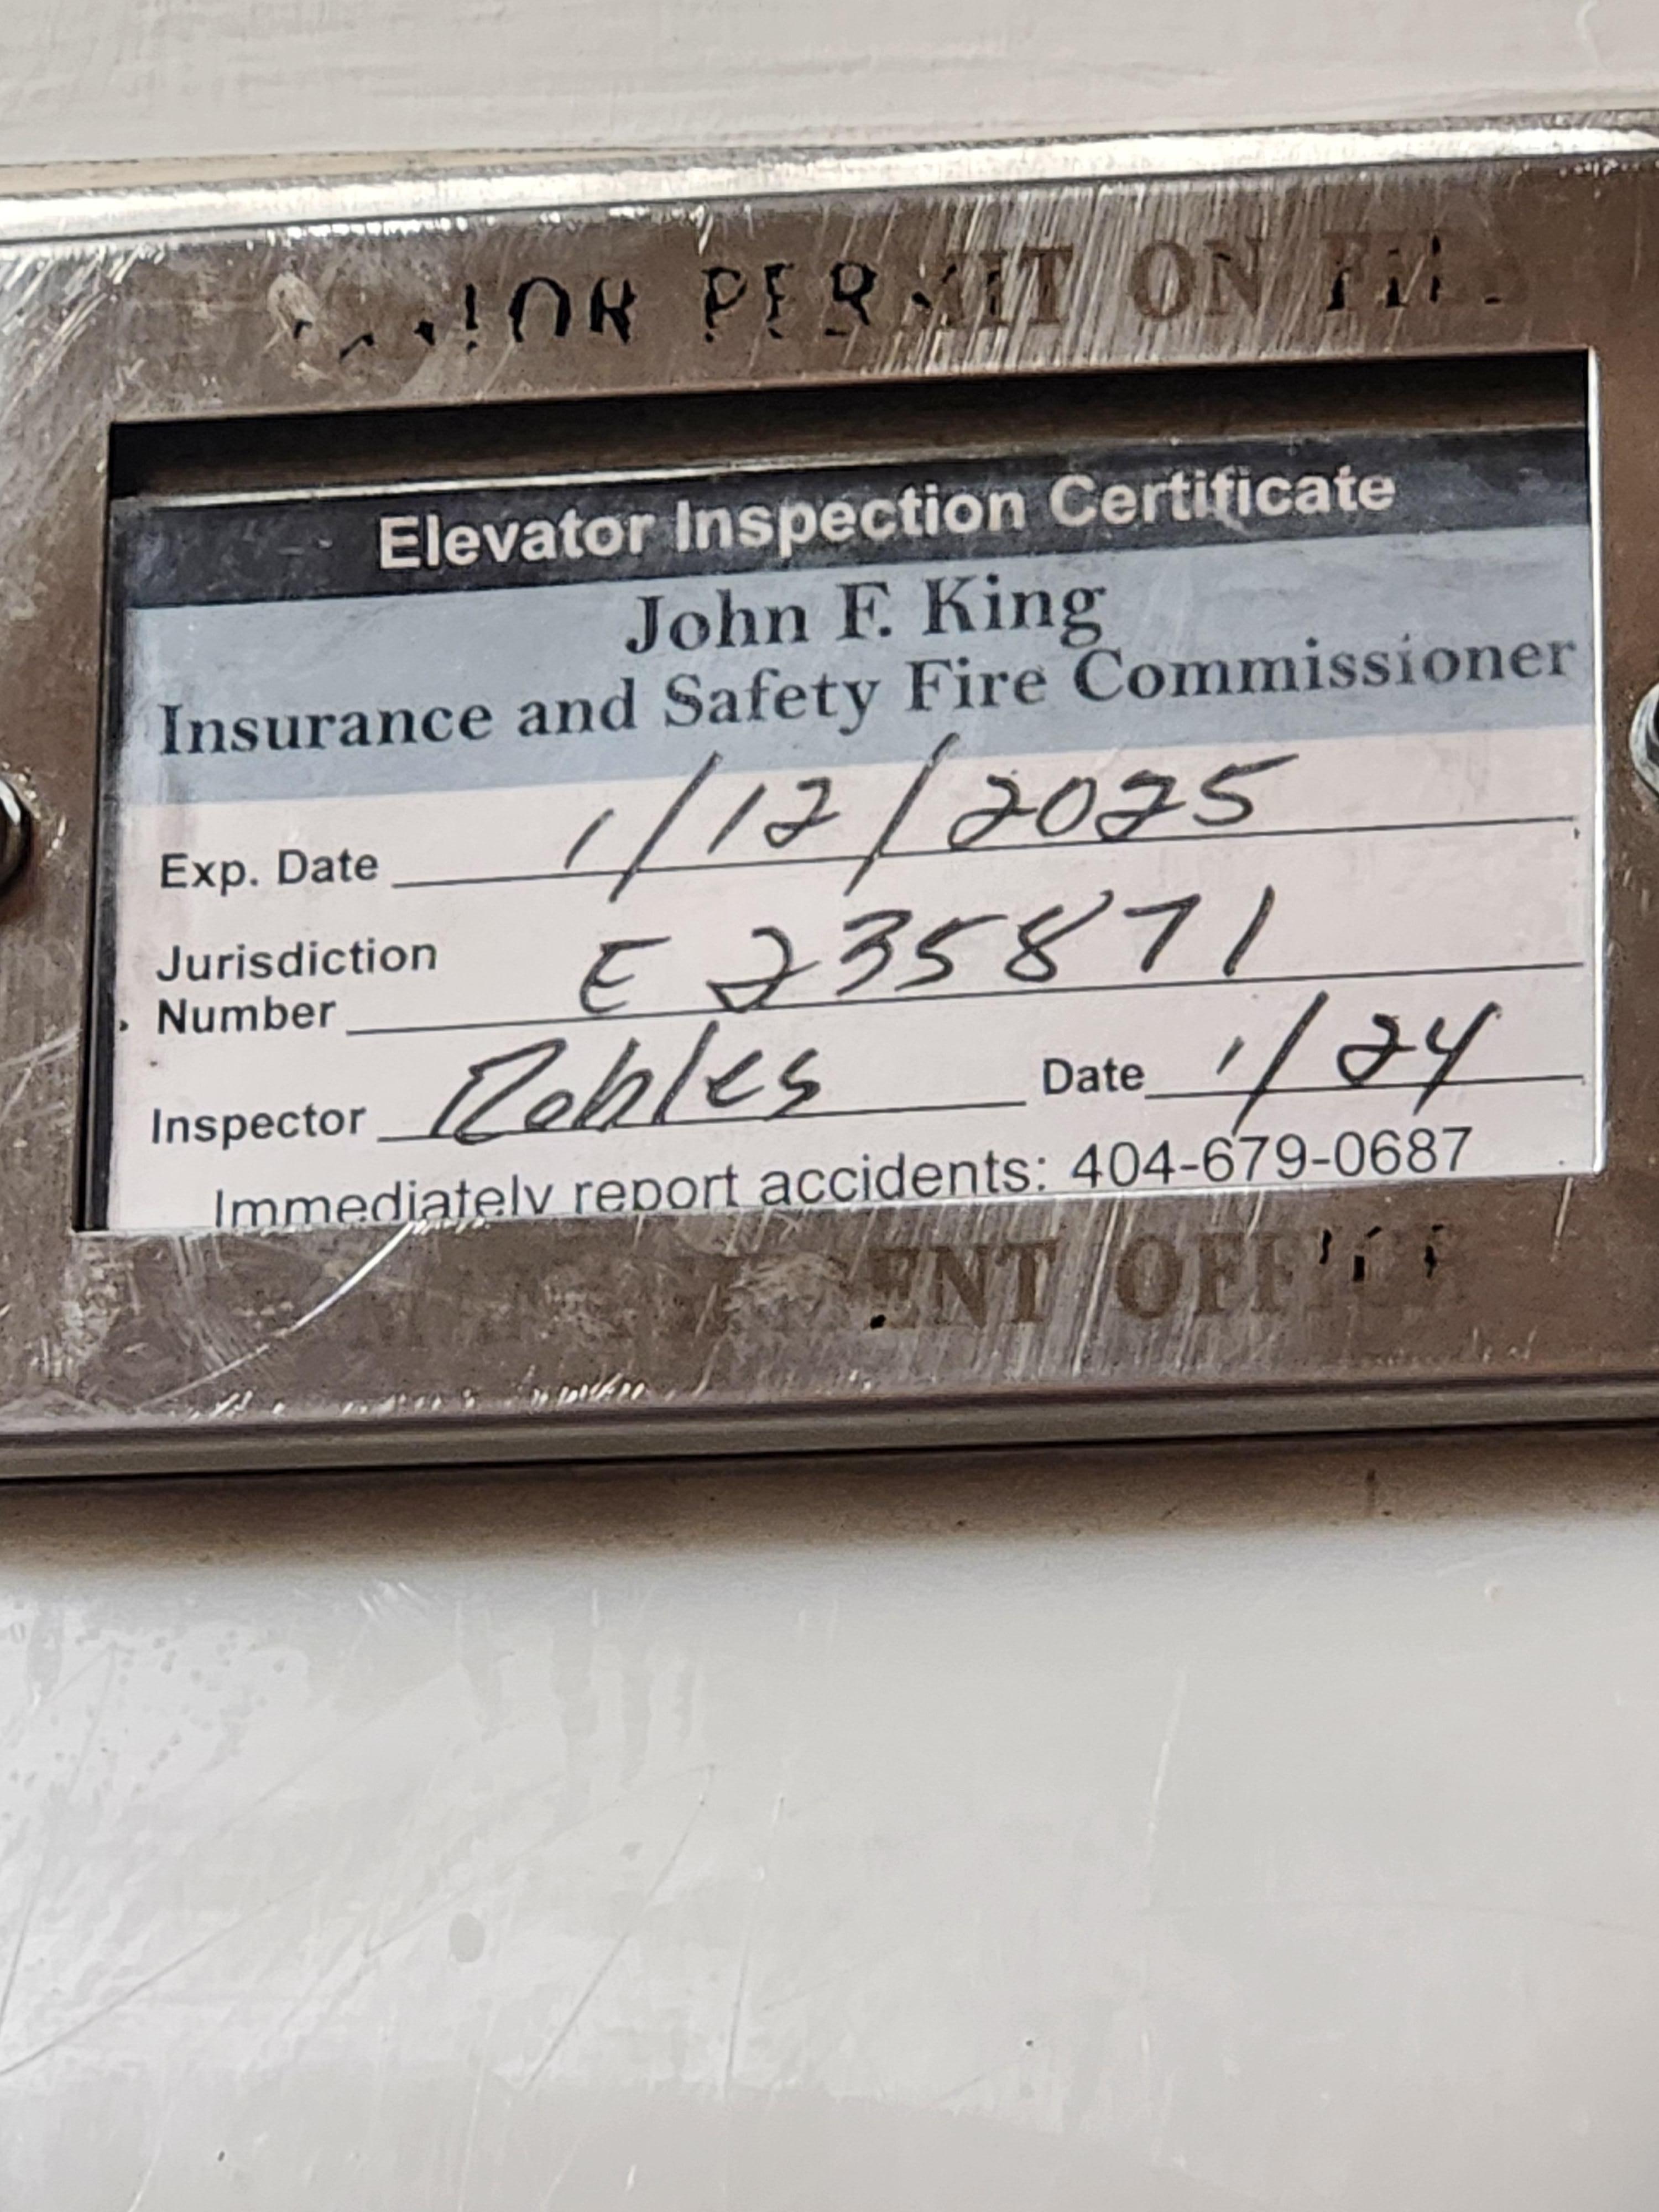 PERMIT ON FILE
Elevator Inspection Certificate
John F. King
Insurance and Safety Fire Commissioner
Exp. Date 1/12/2025
Jurisdiction
Number E 235871
Inspector Robles Date 1/24
Immediately report accidents: 404-679-0687
OFFICE